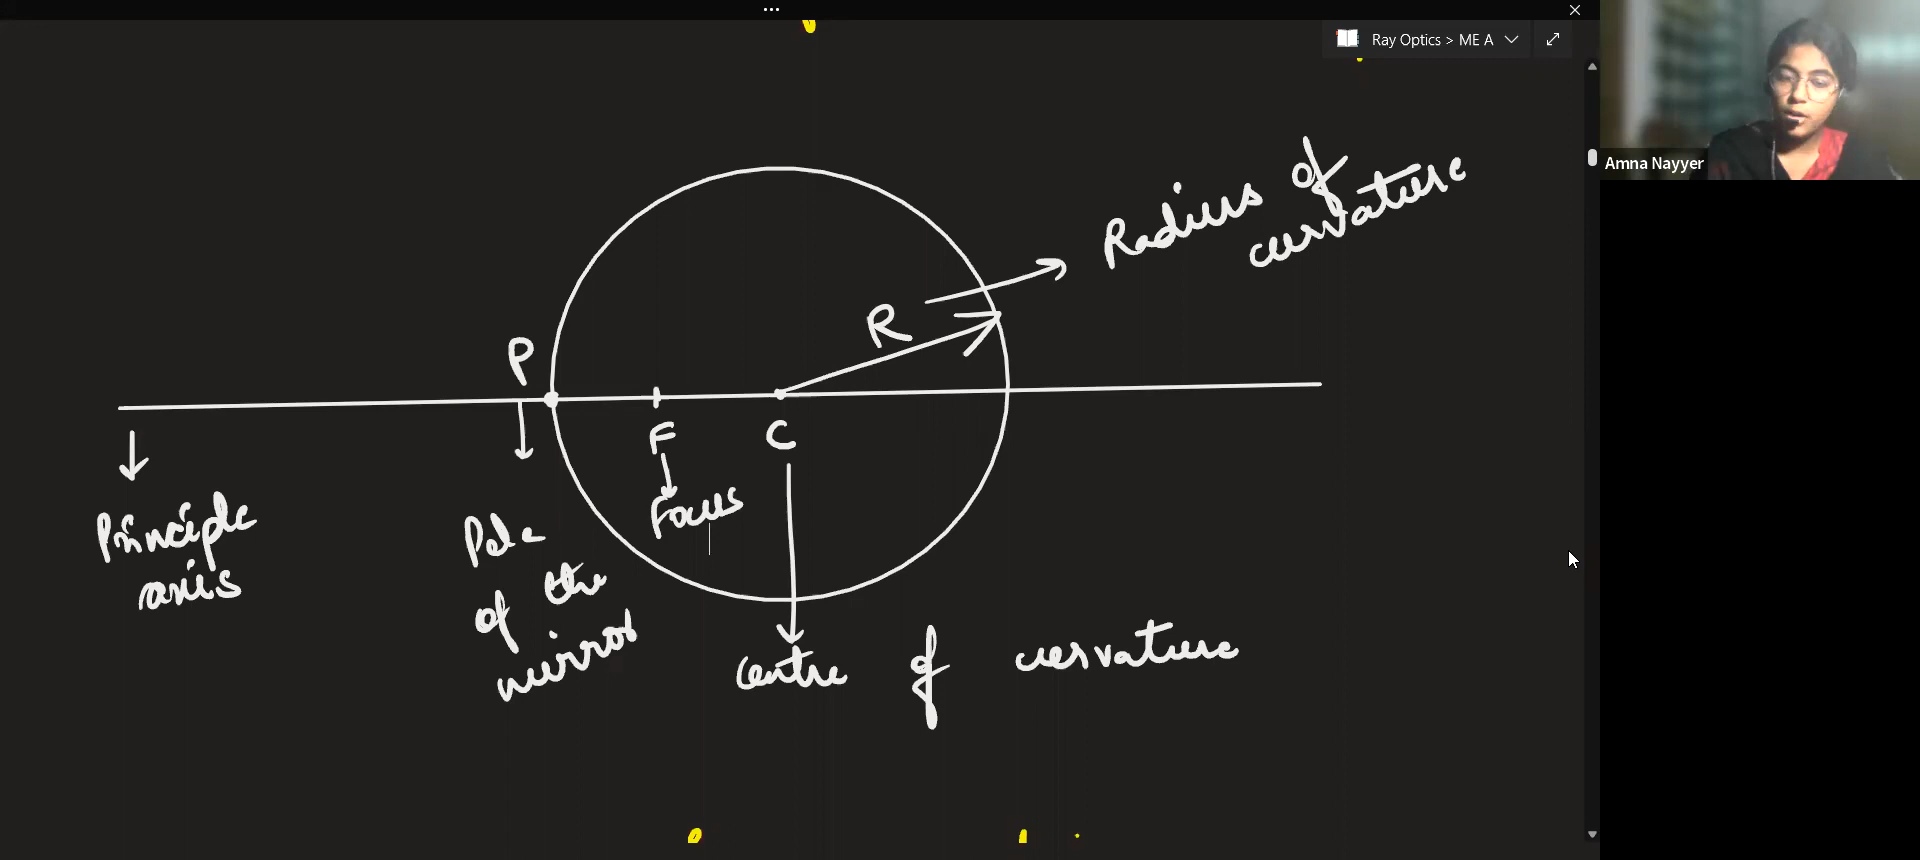 Ray Optics > ME A
Amna Nayyer
Radius of
curvature
R
P
F
C
Focus
Principle
axis
Pole
of the
mirror
centre of curvature